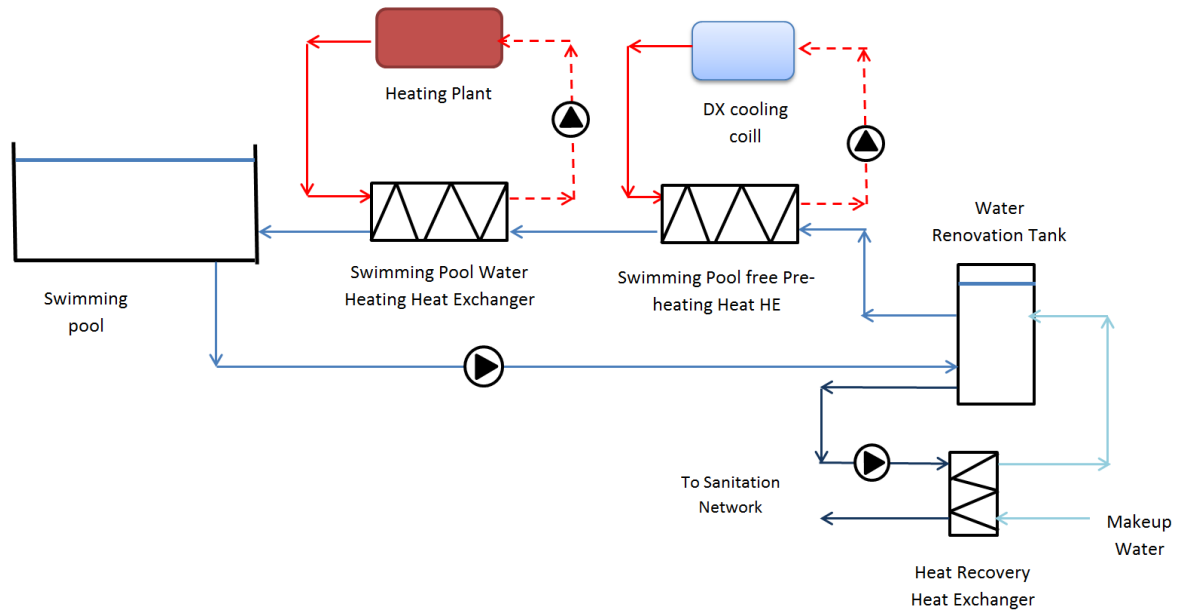 Heating Plant
DX cooling
coill
Water
Renovation Tank
Swimming Pool Water
Heating Heat Exchanger
Swimming Pool free Pre-
heating Heat HE
Swimming
pool
To Sanitation
Network
Makeup
Water
Heat Recovery
Heat Exchanger